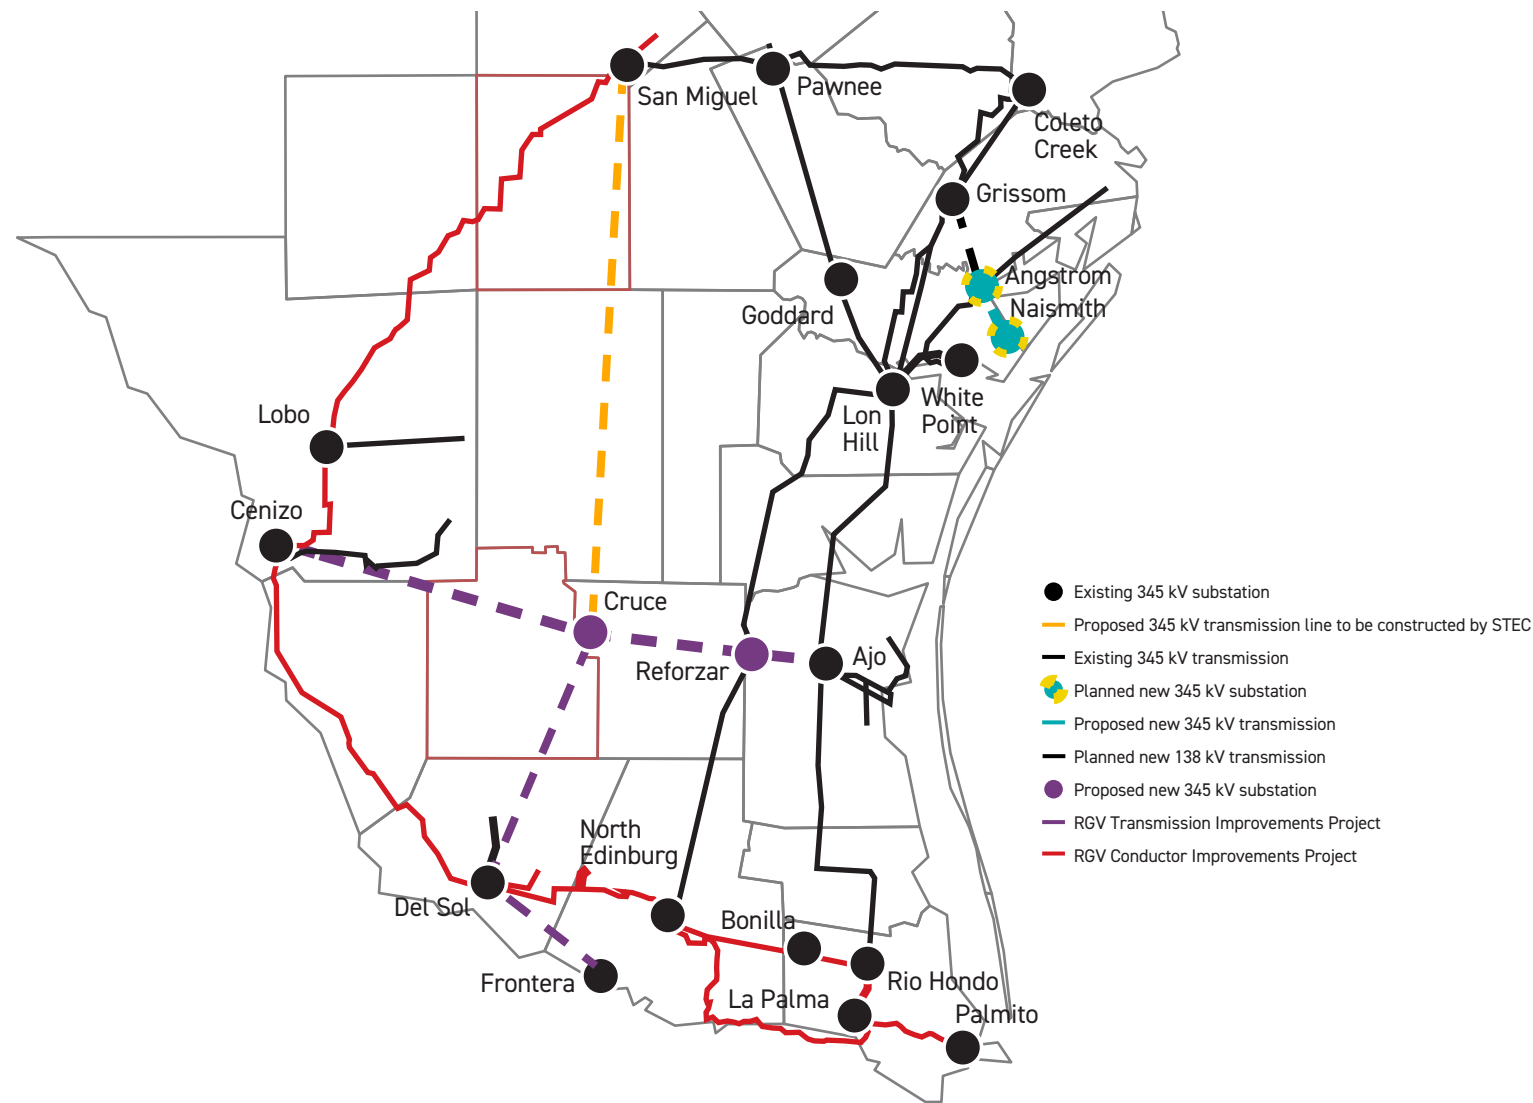 San Miguel
Pawnee
Coleto
Creek
Grissom
Angstrom
Naismith
Goddard
White
Point
Lon
Hill
Lobo
Cenizo
Cruce
Reforzar
Ajo
Existing 345 kV substation
Proposed 345 kV transmission line to be constructed by STEC
Existing 345 kV transmission
Planned new 345 kV substation
Proposed new 345 kV transmission
Planned new 138 kV transmission
Proposed new 345 kV substation
RGV Transmission Improvements Project
RGV Conductor Improvements Project
North
Edinburg
Del Sol
Bonilla
Frontera
Rio Hondo
La Palma
Palmito